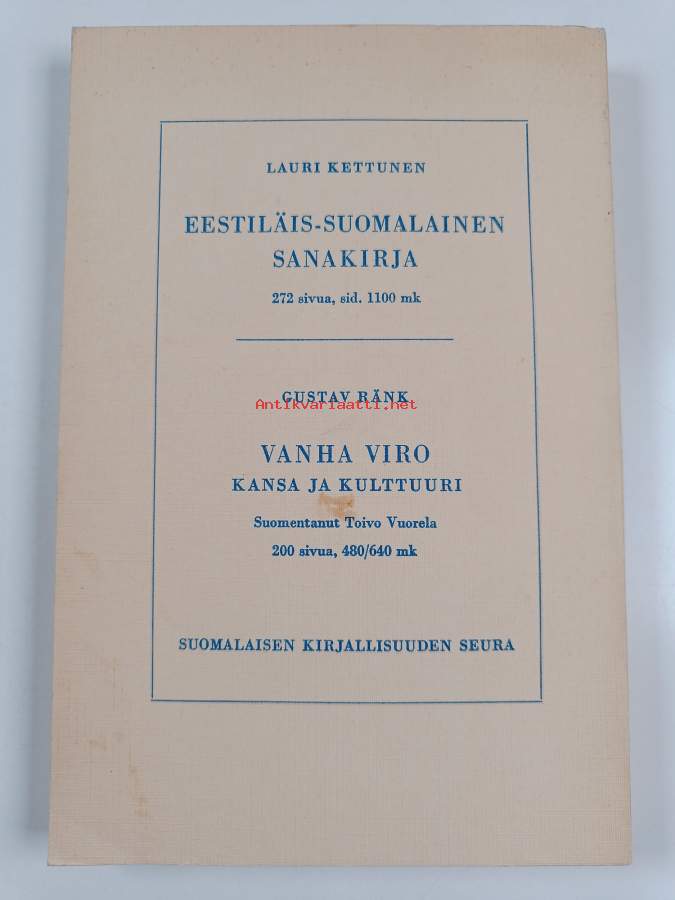 LAURI KETTUNEN
EESTILÄIS-SUOMALAINEN
SANAKIRJA
272 sivua, sid. 1100 mk
GUSTAV RÄNK
Antikvariaatti.net
VANHA VIRO
KANSA JA KULTTUURI
Suomentanut Toivo Vuorela
200 sivua, 480/640 mk
SUOMALAISEN KIRJALLISUUDEN SEURA